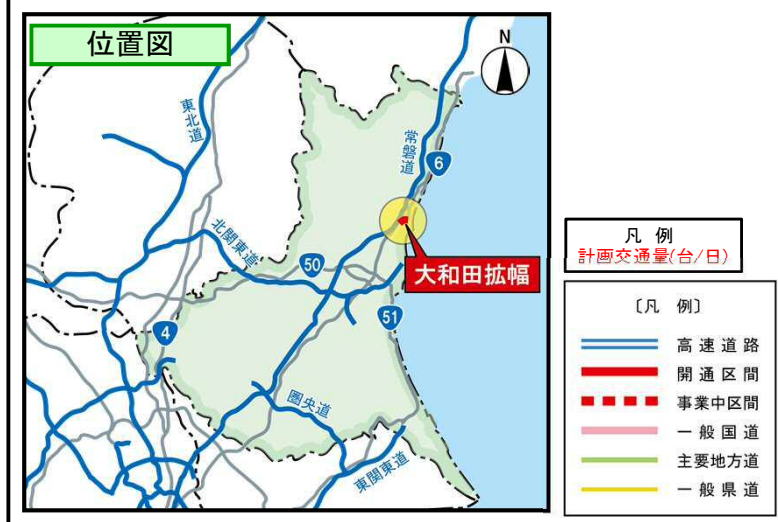 位置図
N
東北道
常磐道
6
北関東道
50
大和田拡幅
51
4
圏央道
東関東道
凡 例
計画交通量(台/日)
〔凡 例〕
高速道路
開通区間
事業中区間
一般国道
主要地方道
一般県道